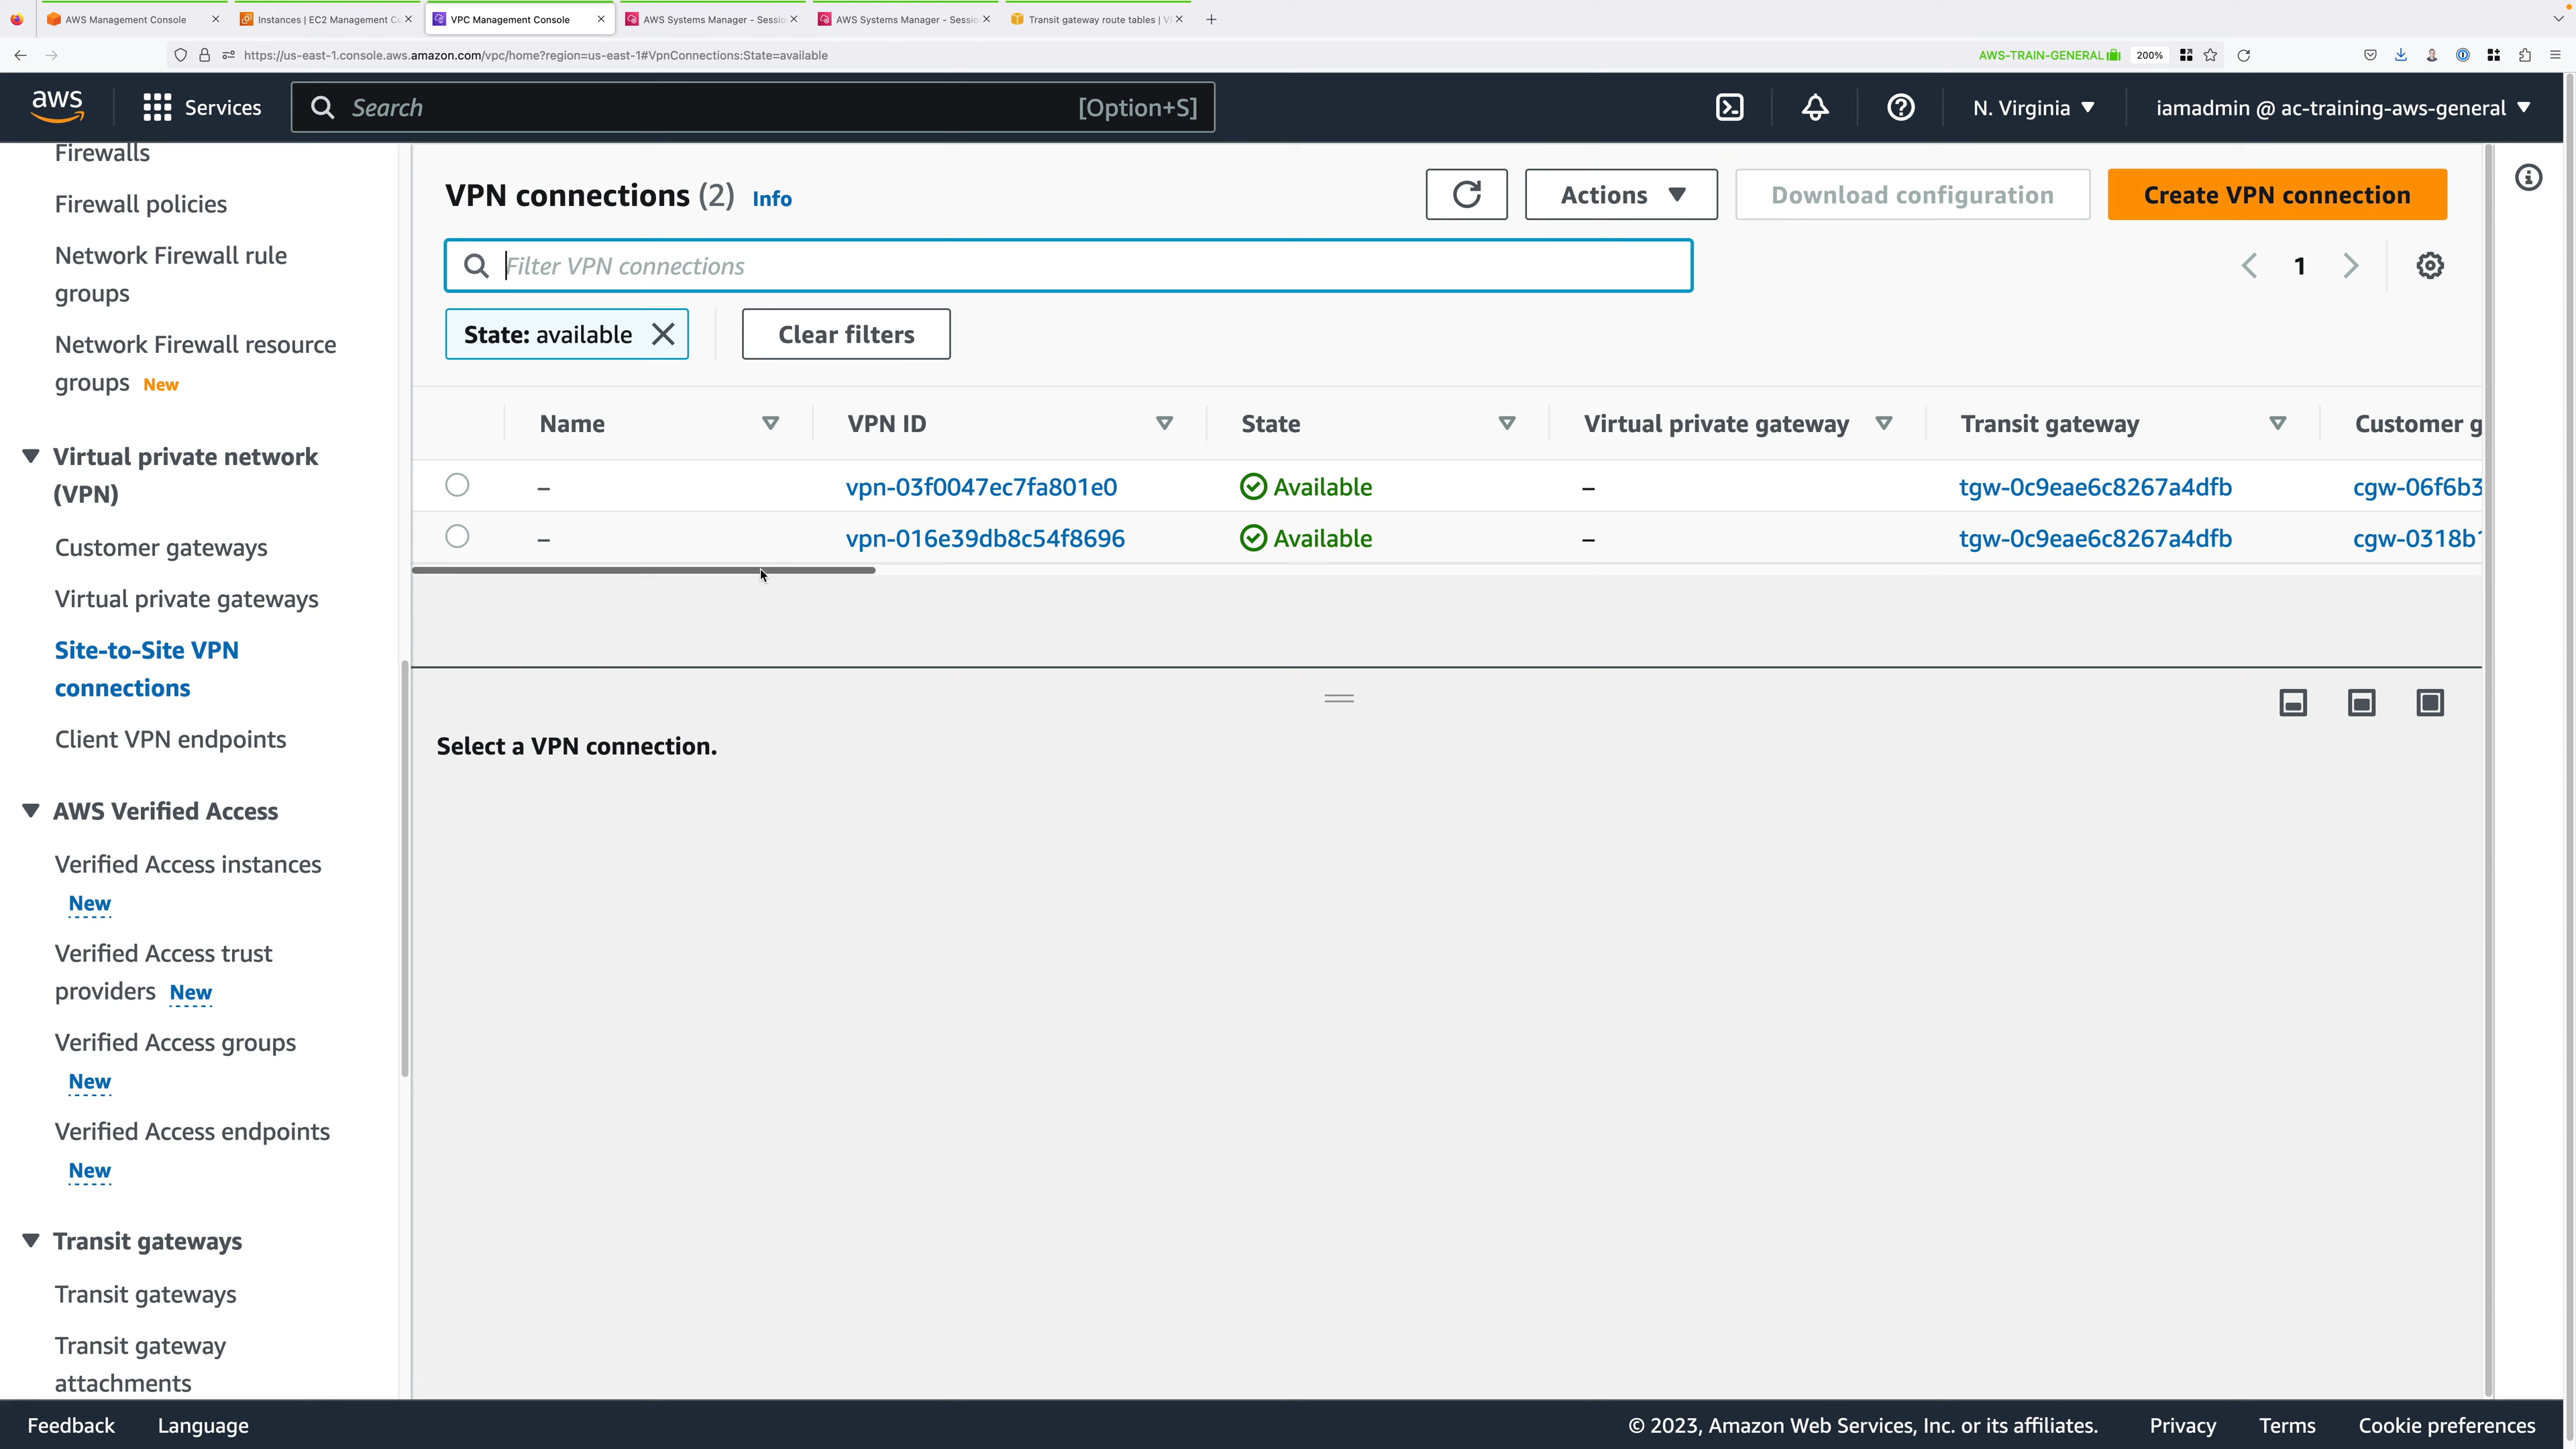 AWS Management Console
Instances | EC2 Management Co
VPC Management Console
AWS Systems Manager - Sessio
AWS Systems Manager - Sessio
Transit gateway route tables | V
https://us-east-1.console.aws.amazon.com/vpc/home?region=us-east-1#VpnConnections:State=available
AWS-TRAIN-GENERAL
200%
aws
Services
Search
[Option+S]
N. Virginia
iamadmin @ ac-training-aws-general
Firewalls
Firewall policies
Network Firewall rule
groups
Network Firewall resource
groups New
Virtual private network
(VPN)
Customer gateways
Virtual private gateways
Site-to-Site VPN
connections
Client VPN endpoints
AWS Verified Access
Verified Access instances
New
Verified Access trust
providers New
Verified Access groups
New
Verified Access endpoints
New
Transit gateways
Transit gateways
Transit gateway
attachments
VPN connections (2) Info
Actions
Download configuration
Create VPN connection
Filter VPN connections
1
State: available
Clear filters
Name VPN ID State Virtual private gateway Transit gateway Customer g
– vpn-03f0047ec7fa801e0 Available – tgw-0c9eae6c8267a4dfb cgw-06f6b3
– vpn-016e39db8c54f8696 Available – tgw-0c9eae6c8267a4dfb cgw-0318b1
Select a VPN connection.
Feedback
Language
© 2023, Amazon Web Services, Inc. or its affiliates.
Privacy
Terms
Cookie preferences